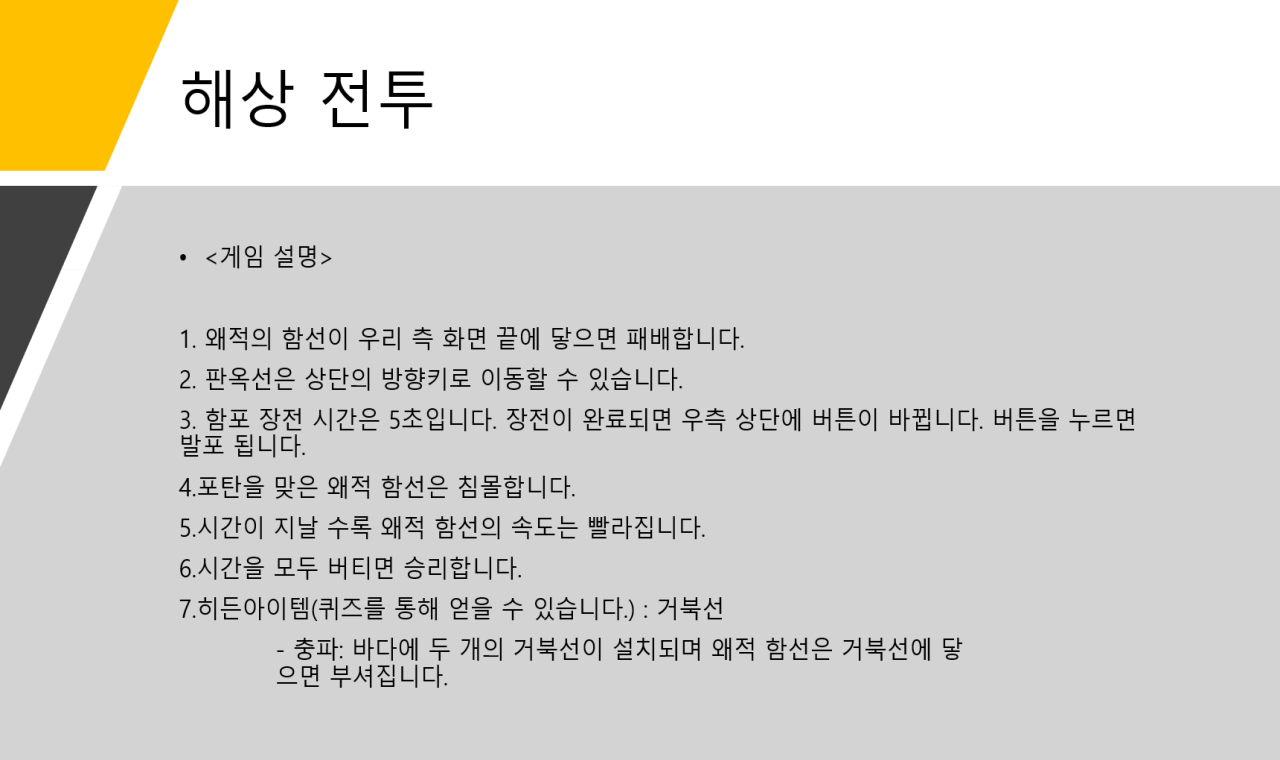 해상 전투
• <게임 설명>
1. 왜적의 함선이 우리 측 화면 끝에 닿으면 패배합니다.
2. 판옥선은 상단의 방향키로 이동할 수 있습니다.
3. 함포 장전 시간은 5초입니다. 장전이 완료되면 우측 상단에 버튼이 바뀝니다. 버튼을 누르면
발포 됩니다.
4.포탄을 맞은 왜적 함선은 침몰합니다.
5.시간이 지날 수록 왜적 함선의 속도는 빨라집니다.
6.시간을 모두 버티면 승리합니다.
7.히든아이템(퀴즈를 통해 얻을 수 있습니다.) : 거북선
- 충파: 바다에 두 개의 거북선이 설치되며 왜적 함선은 거북선에 닿
으면 부셔집니다.